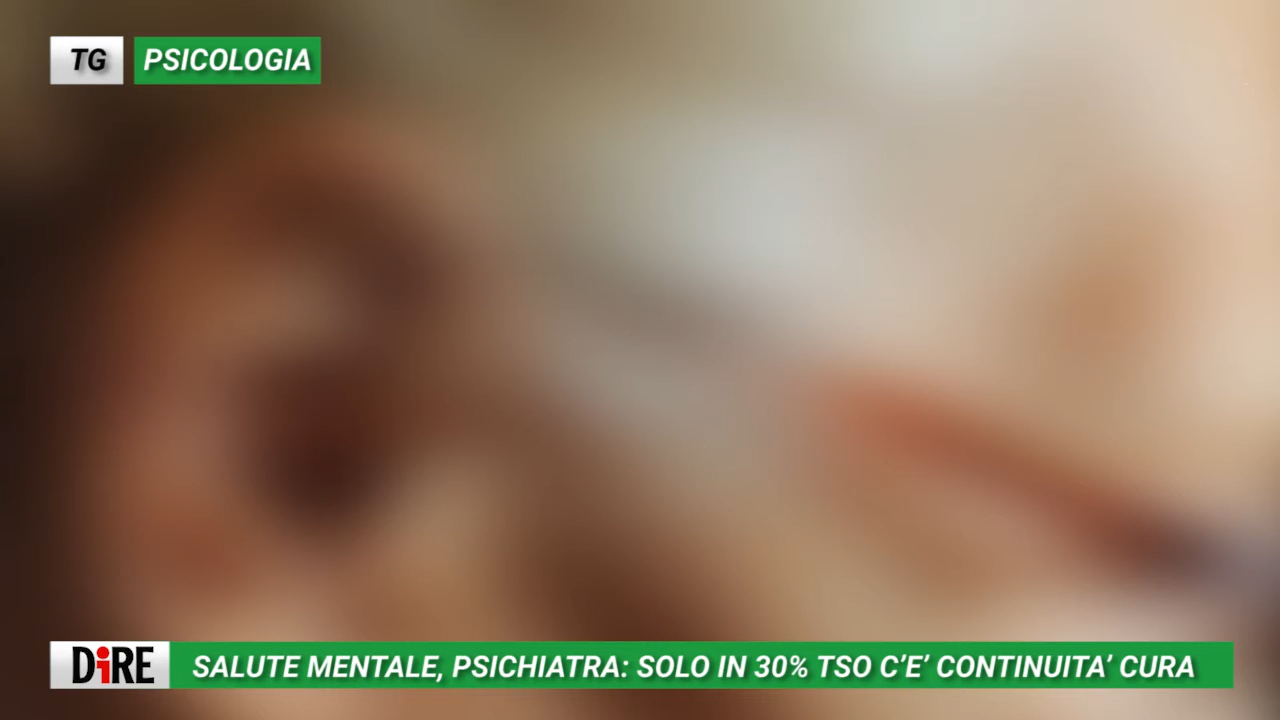 TG PSICOLOGIA
DiRE SALUTE MENTALE, PSICHIATRA: SOLO IN 30% TSO C'E' CONTINUITA' CURA